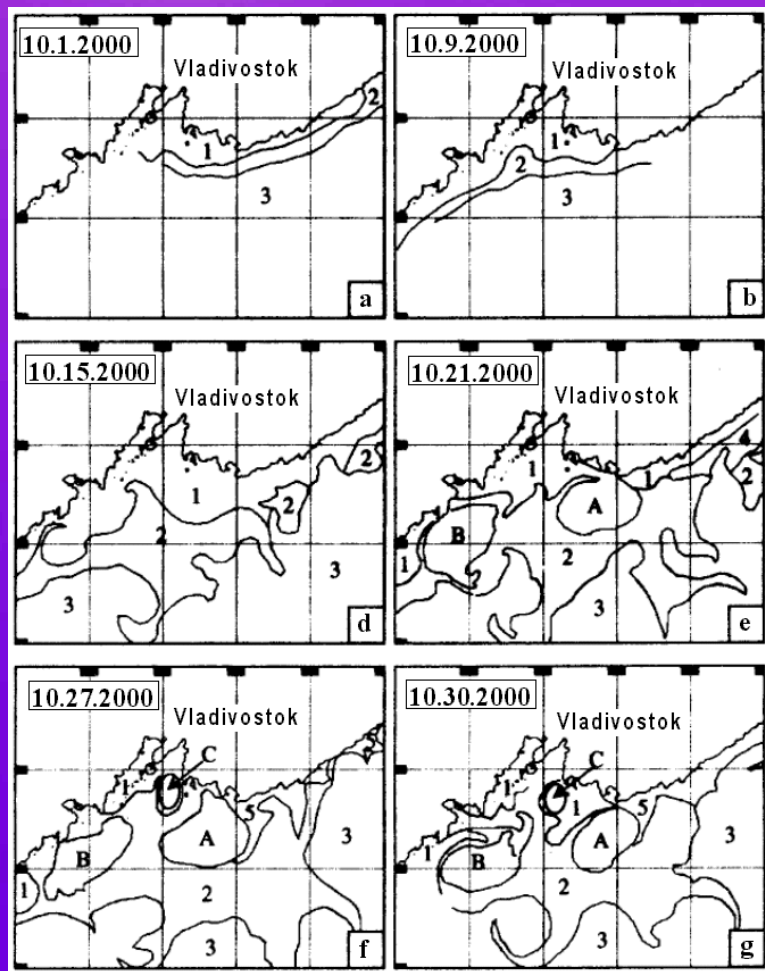 10.1.2000
Vladivostok
2
1
3
a
10.9.2000
Vladivostok
1
2
3
b
10.15.2000
Vladivostok
2
1
2
2
3
3
d
10.21.2000
Vladivostok
4
1
1
2
A
B
2
1
3
e
10.27.2000
Vladivostok
5
C
1
5
A
3
B
1
2
3
f
10.30.2000
Vladivostok
C
1
1
5
A
3
1
B
2
3
g